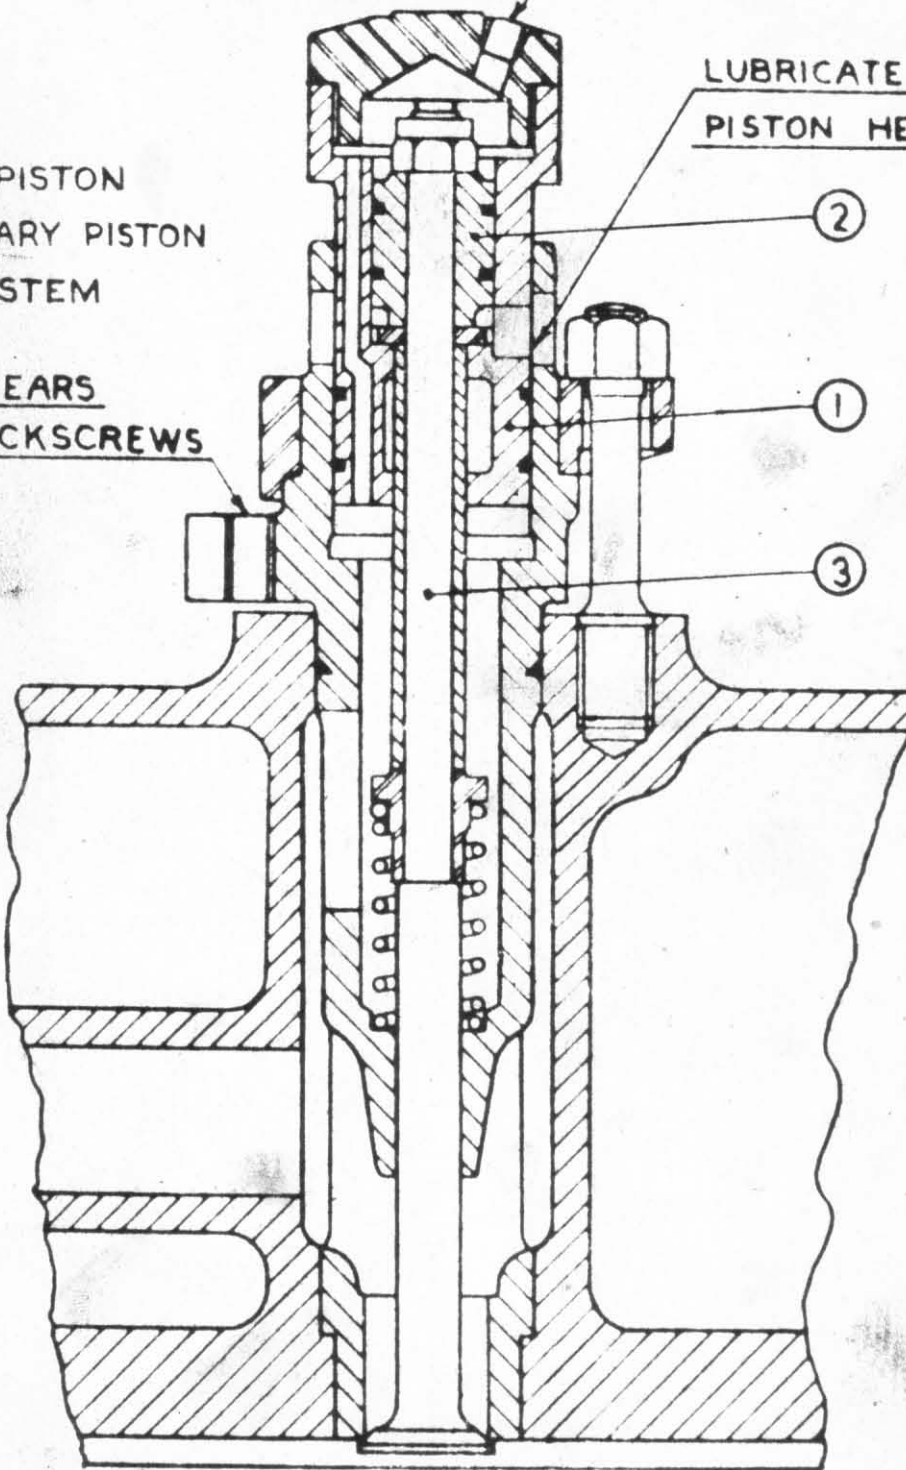 LUBRICATE
PISTON HE
PISTON
ARY PISTON
STEM
EARS
CKSCREWS
2
1
3